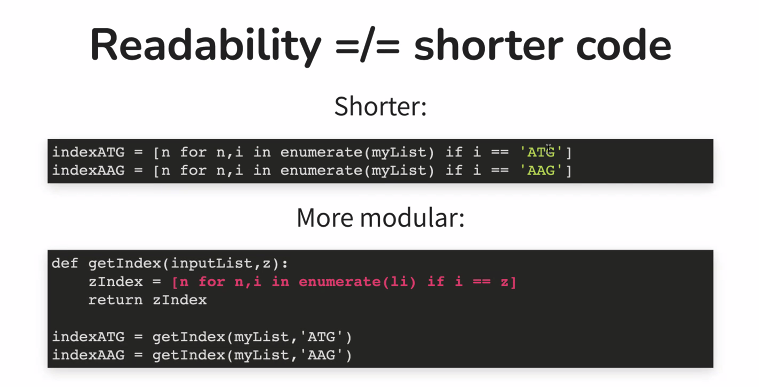 Readability =/= shorter code
Shorter:
indexATG = [n for n,i in enumerate(myList) if i == 'ATG']
indexAAG = [n for n,i in enumerate(myList) if i == 'AAG']
More modular:
def getIndex(inputList,z):
    zIndex = [n for n,i in enumerate(li) if i == z]
    return zIndex
indexATG = getIndex(myList,'ATG')
indexAAG = getIndex(myList,'AAG')